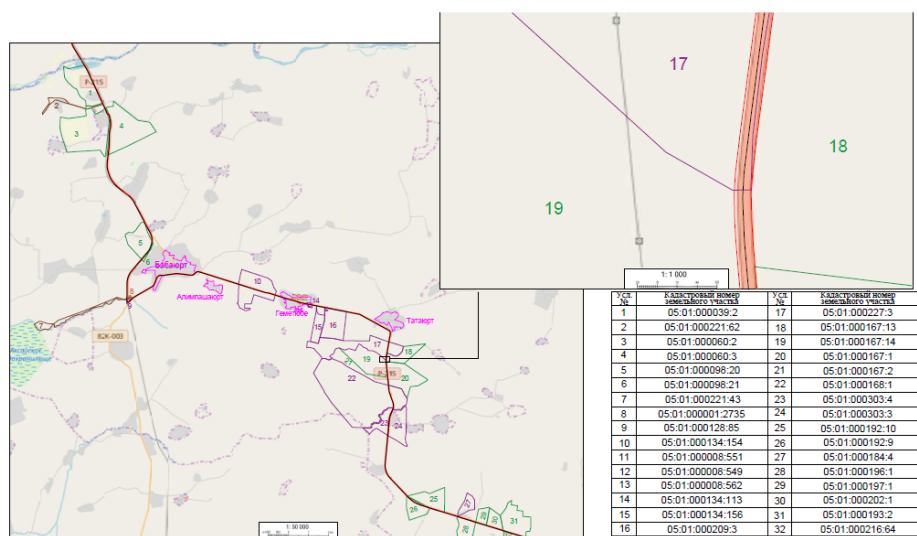 17
18
19
1: 1 000
Р-215
1
2
3
4
5
6
Бабаюрт
8
9
10
Алимпашаюрт
Геметюбе
14
15
16
Татаюрт
17
18
19
20
21
22
Р-215
23
24
7
82К-003
25
26
27
28
29
30
31
1: 50 000
Усл. № Кадастровый номер земельного участка Усл. № Кадастровый номер земельного участка
1 05:01:000039:2 17 05:01:000227:3
2 05:01:000221:62 18 05:01:000167:13
3 05:01:000060:2 19 05:01:000167:14
4 05:01:000060:3 20 05:01:000167:1
5 05:01:000098:20 21 05:01:000167:2
6 05:01:000098:21 22 05:01:000168:1
7 05:01:000221:43 23 05:01:000303:4
8 05:01:000001:2735 24 05:01:000303:3
9 05:01:000128:85 25 05:01:000192:10
10 05:01:000134:154 26 05:01:000192:9
11 05:01:000008:551 27 05:01:000184:4
12 05:01:000008:549 28 05:01:000196:1
13 05:01:000008:562 29 05:01:000197:1
14 05:01:000134:113 30 05:01:000202:1
15 05:01:000134:156 31 05:01:000193:2
16 05:01:000209:3 32 05:01:000216:64